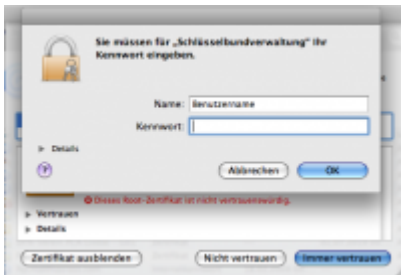 Sie müssen für „Schlüsselbundverwaltung" Ihr
Kennwort eingeben.
Name: Benutzername
Kennwort:
Details
?
Abbrechen OK
Dieses Root-Zertifikat ist nicht vertrauenswürdig.
Vertrauen
Details
Zertifikat ausblenden Nicht vertrauen Immer vertrauen